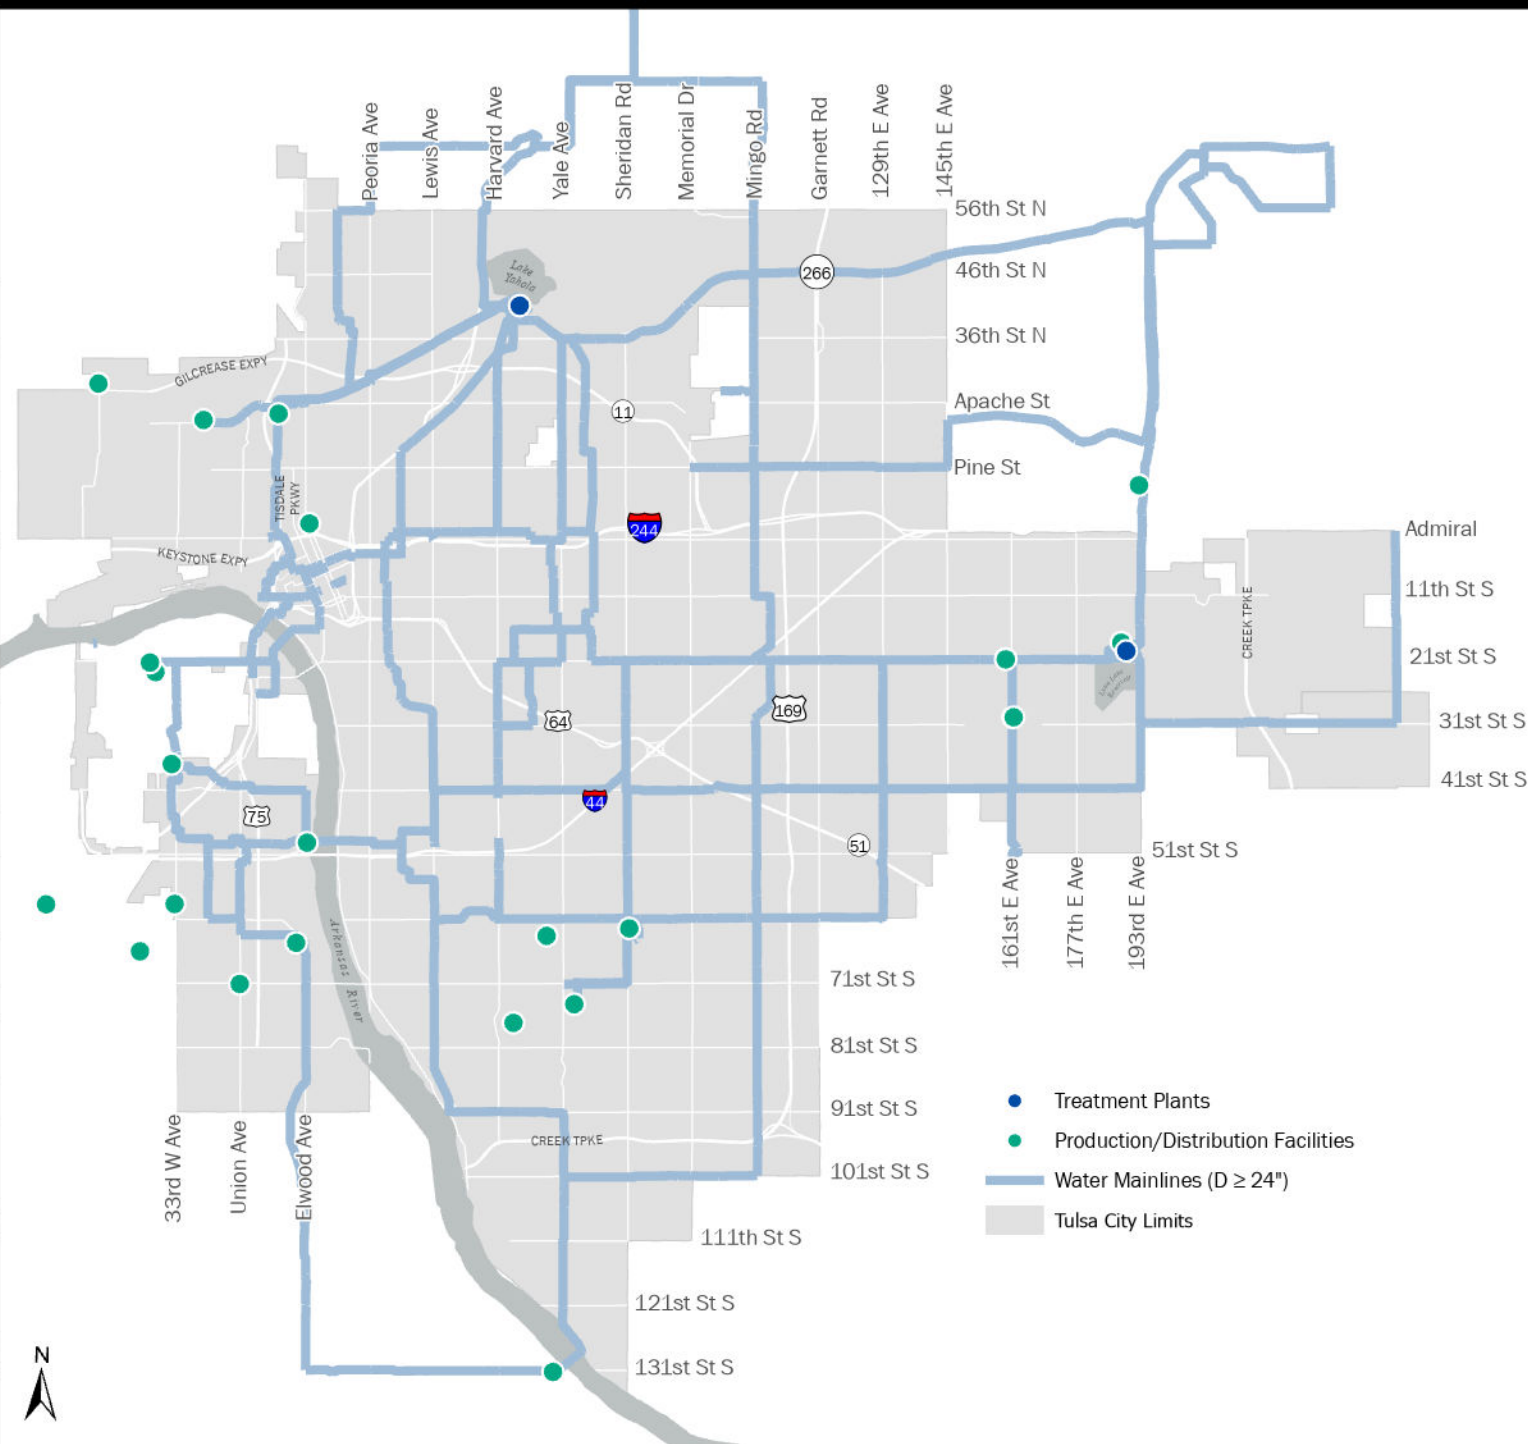 Peoria Ave
Lewis Ave
Harvard Ave
Yale Ave
Sheridan Rd
Memorial Dr
Mingo Rd
Garnett Rd
129th E Ave
145th E Ave
56th St N
Lake
Yahola
266
46th St N
36th St N
GILCREASE EXPY
Apache St
11
Pine St
TISDALE
PKWY
244
Admiral
KEYSTONE EXPY
11th St S
CREEK TPKE
21st St S
64
169
31st St S
41st St S
44
75
51
51st St S
161st E Ave
177th E Ave
193rd E Ave
Arkansas River
71st St S
81st St S
91st St S
33rd W Ave
Union Ave
Elwood Ave
CREEK TPKE
101st St S
111th St S
121st St S
131st St S
Treatment Plants
Production/Distribution Facilities
Water Mainlines (D ≥ 24")
Tulsa City Limits
N